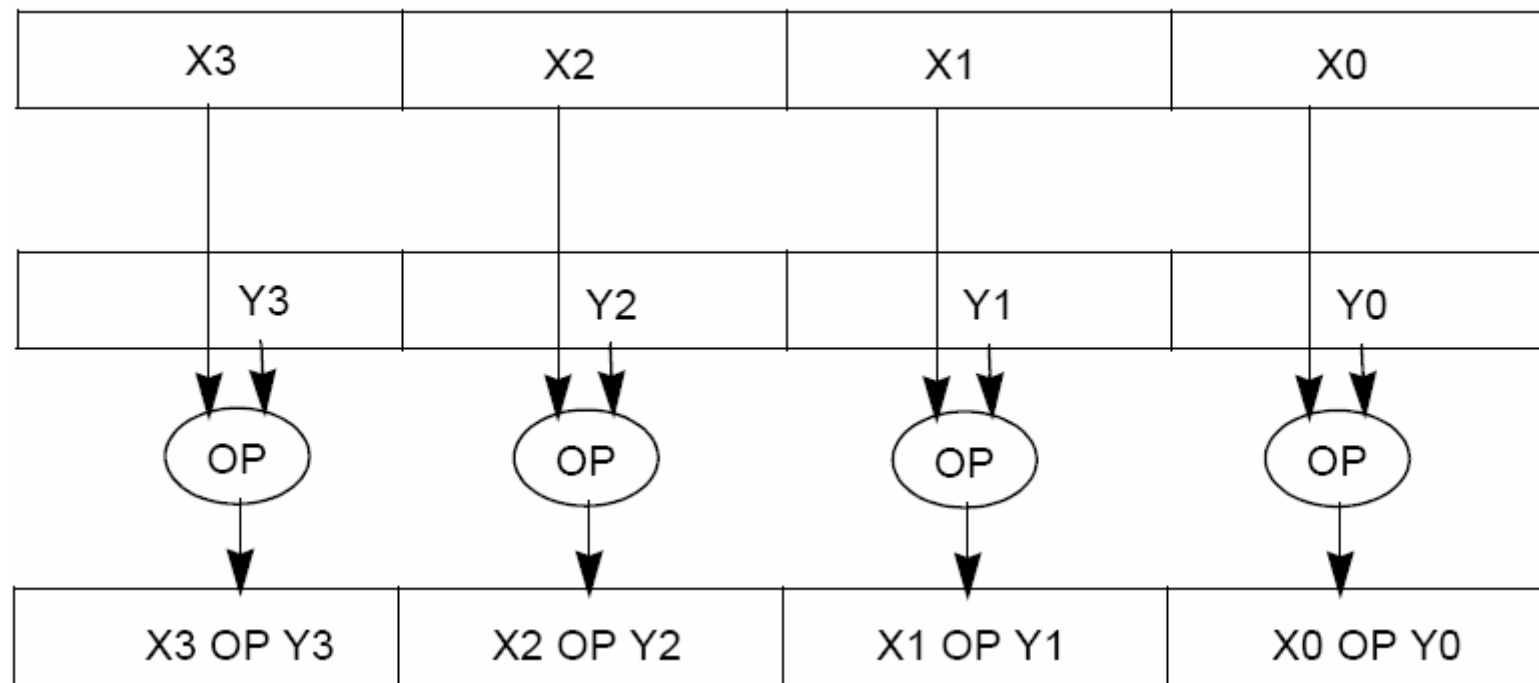 X3 X2 X1 X0
Y3 Y2 Y1 Y0
OP OP OP OP
X3 OP Y3 X2 OP Y2 X1 OP Y1 X0 OP Y0